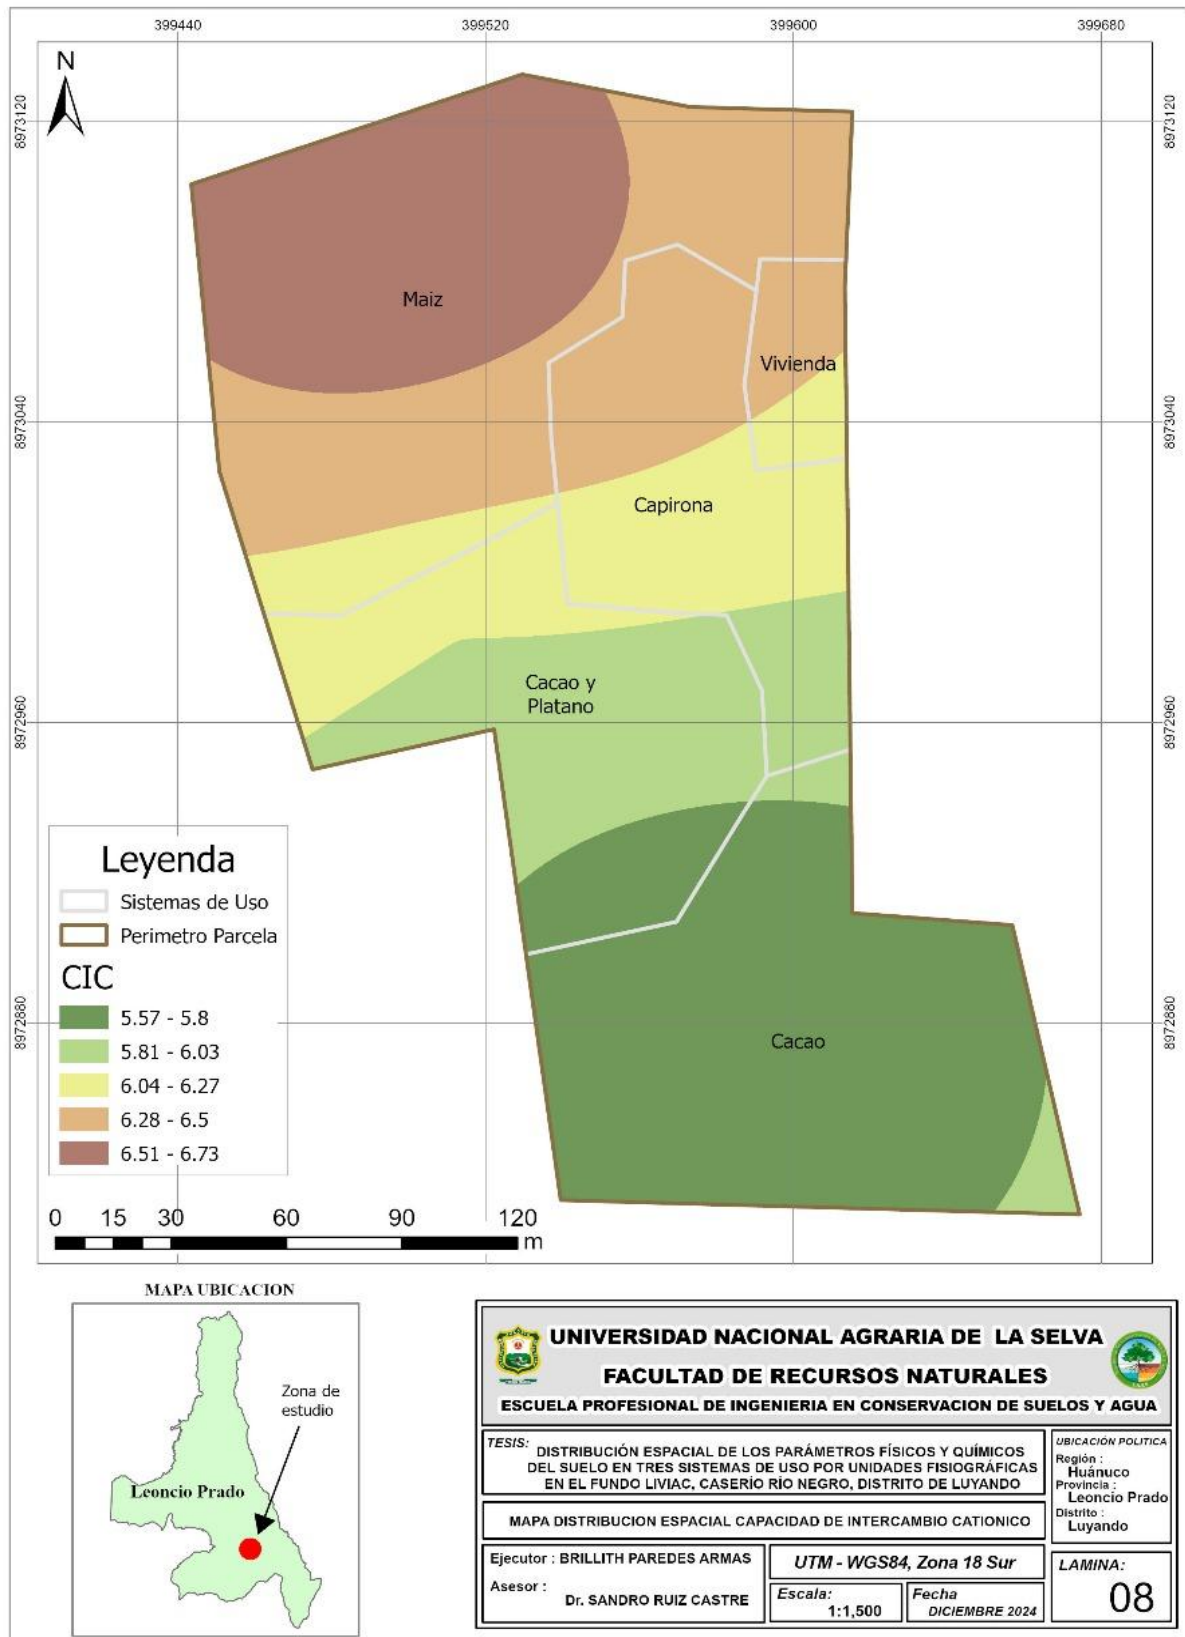 399440
399520
399600
399680
N
8973120
8973120
Maiz
Vivienda
8973040
8973040
Capirona
Cacao y
Platano
8972960
8972960
Leyenda
Sistemas de Uso
Perimetro Parcela
CIC
5.57 - 5.8
5.81 - 6.03
6.04 - 6.27
6.28 - 6.5
6.51 - 6.73
8972880
8972880
Cacao
0 15 30 60 90 120
m
MAPA UBICACION
Zona de
estudio
Leoncio Prado
UNIVERSIDAD NACIONAL AGRARIA DE LA SELVA
FACULTAD DE RECURSOS NATURALES
ESCUELA PROFESIONAL DE INGENIERIA EN CONSERVACION DE SUELOS Y AGUA
TESIS: DISTRIBUCIÓN ESPACIAL DE LOS PARÁMETROS FÍSICOS Y QUÍMICOS
DEL SUELO EN TRES SISTEMAS DE USO POR UNIDADES FISIOGRÁFICAS
EN EL FUNDO LIVIAC, CASERÍO RÍO NEGRO, DISTRITO DE LUYANDO
UBICACIÓN POLITICA
Región :
Huánuco
Provincia :
Leoncio Prado
Distrito :
Luyando
MAPA DISTRIBUCION ESPACIAL CAPACIDAD DE INTERCAMBIO CATIONICO
Ejecutor : BRILLITH PAREDES ARMAS
Asesor :
Dr. SANDRO RUIZ CASTRE
UTM - WGS84, Zona 18 Sur
Escala:
1:1,500
Fecha
DICIEMBRE 2024
LAMINA:
08